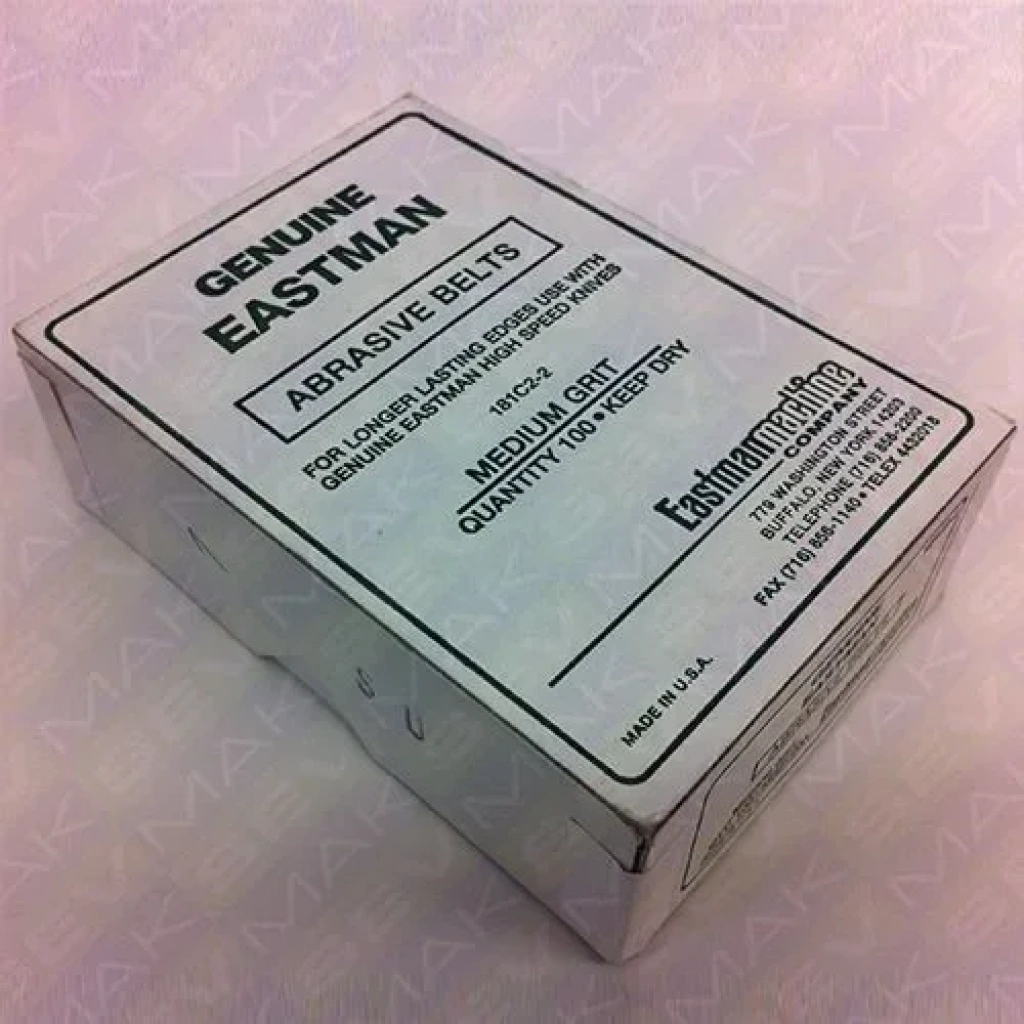 GENUINE
EASTMAN
ABRASIVE BELTS
FOR LONGER LASTING EDGES USE WITH
GENUINE EASTMAN HIGH SPEED KNIVES
181C2-2
MEDIUM GRIT
QUANTITY 100 • KEEP DRY
Eastman machine
COMPANY
779 WASHINGTON STREET
BUFFALO, NEW YORK 14203
TELEPHONE (716) 856-2200
FAX (716) 856-1140 • TELEX 4432018
MADE IN U.S.A.